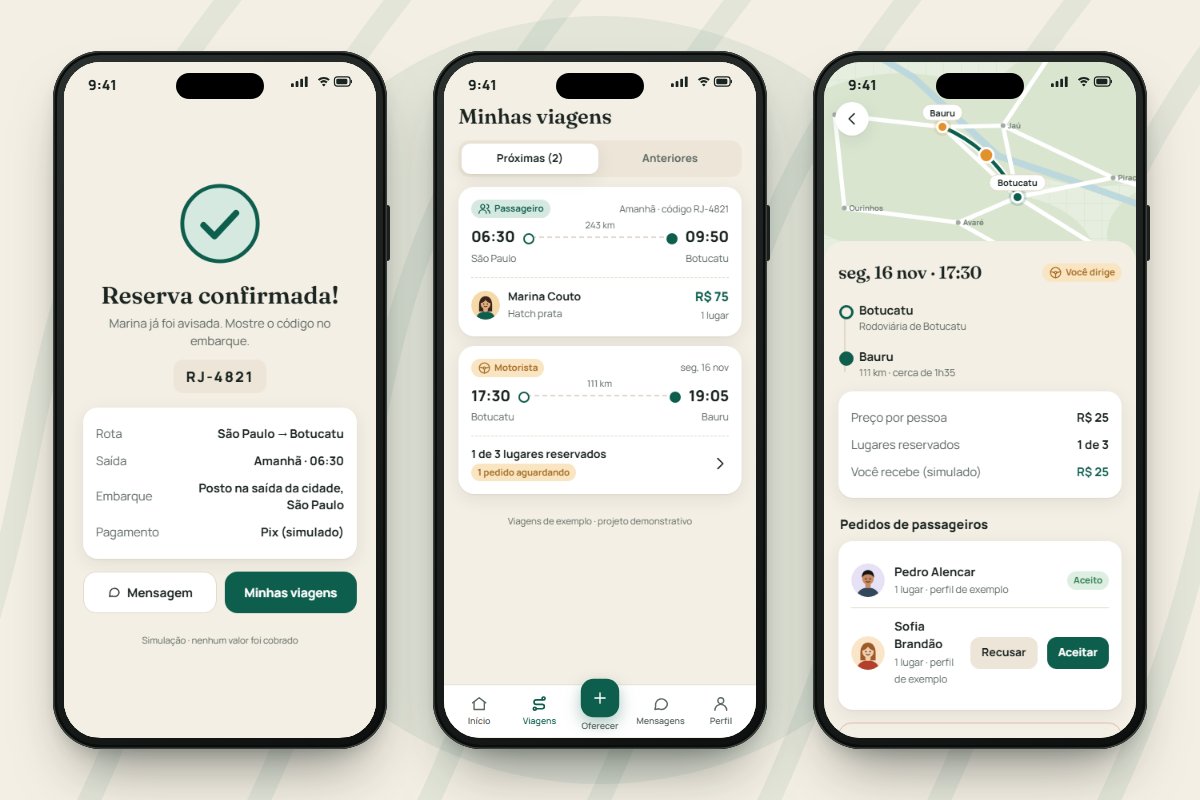 9:41
Reserva confirmada!
Marina já foi avisada. Mostre o código no
embarque.
RJ-4821
Rota São Paulo → Botucatu
Saída Amanhã · 06:30
Embarque Posto na saída da cidade,
São Paulo
Pagamento Pix (simulado)
Mensagem Minhas viagens
Simulação · nenhum valor foi cobrado
9:41
Minhas viagens
Próximas (2) Anteriores
Passageiro Amanhã · código RJ-4821
243 km
06:30 09:50
São Paulo Botucatu
Marina Couto R$ 75
Hatch prata 1 lugar
Motorista seg, 16 nov
111 km
17:30 19:05
Botucatu Bauru
1 de 3 lugares reservados
1 pedido aguardando
Viagens de exemplo · projeto demonstrativo
Início Viagens Oferecer Mensagens Perfil
9:41
Bauru
Jaú
Botucatu
Pirac
Ourinhos
Avaré
seg, 16 nov · 17:30 Você dirige
Botucatu
Rodoviária de Botucatu
Bauru
111 km · cerca de 1h35
Preço por pessoa R$ 25
Lugares reservados 1 de 3
Você recebe (simulado) R$ 25
Pedidos de passageiros
Pedro Alencar
1 lugar · perfil de exemplo
Aceito
Sofia
Brandão
1 lugar · perfil
de exemplo
Recusar Aceitar